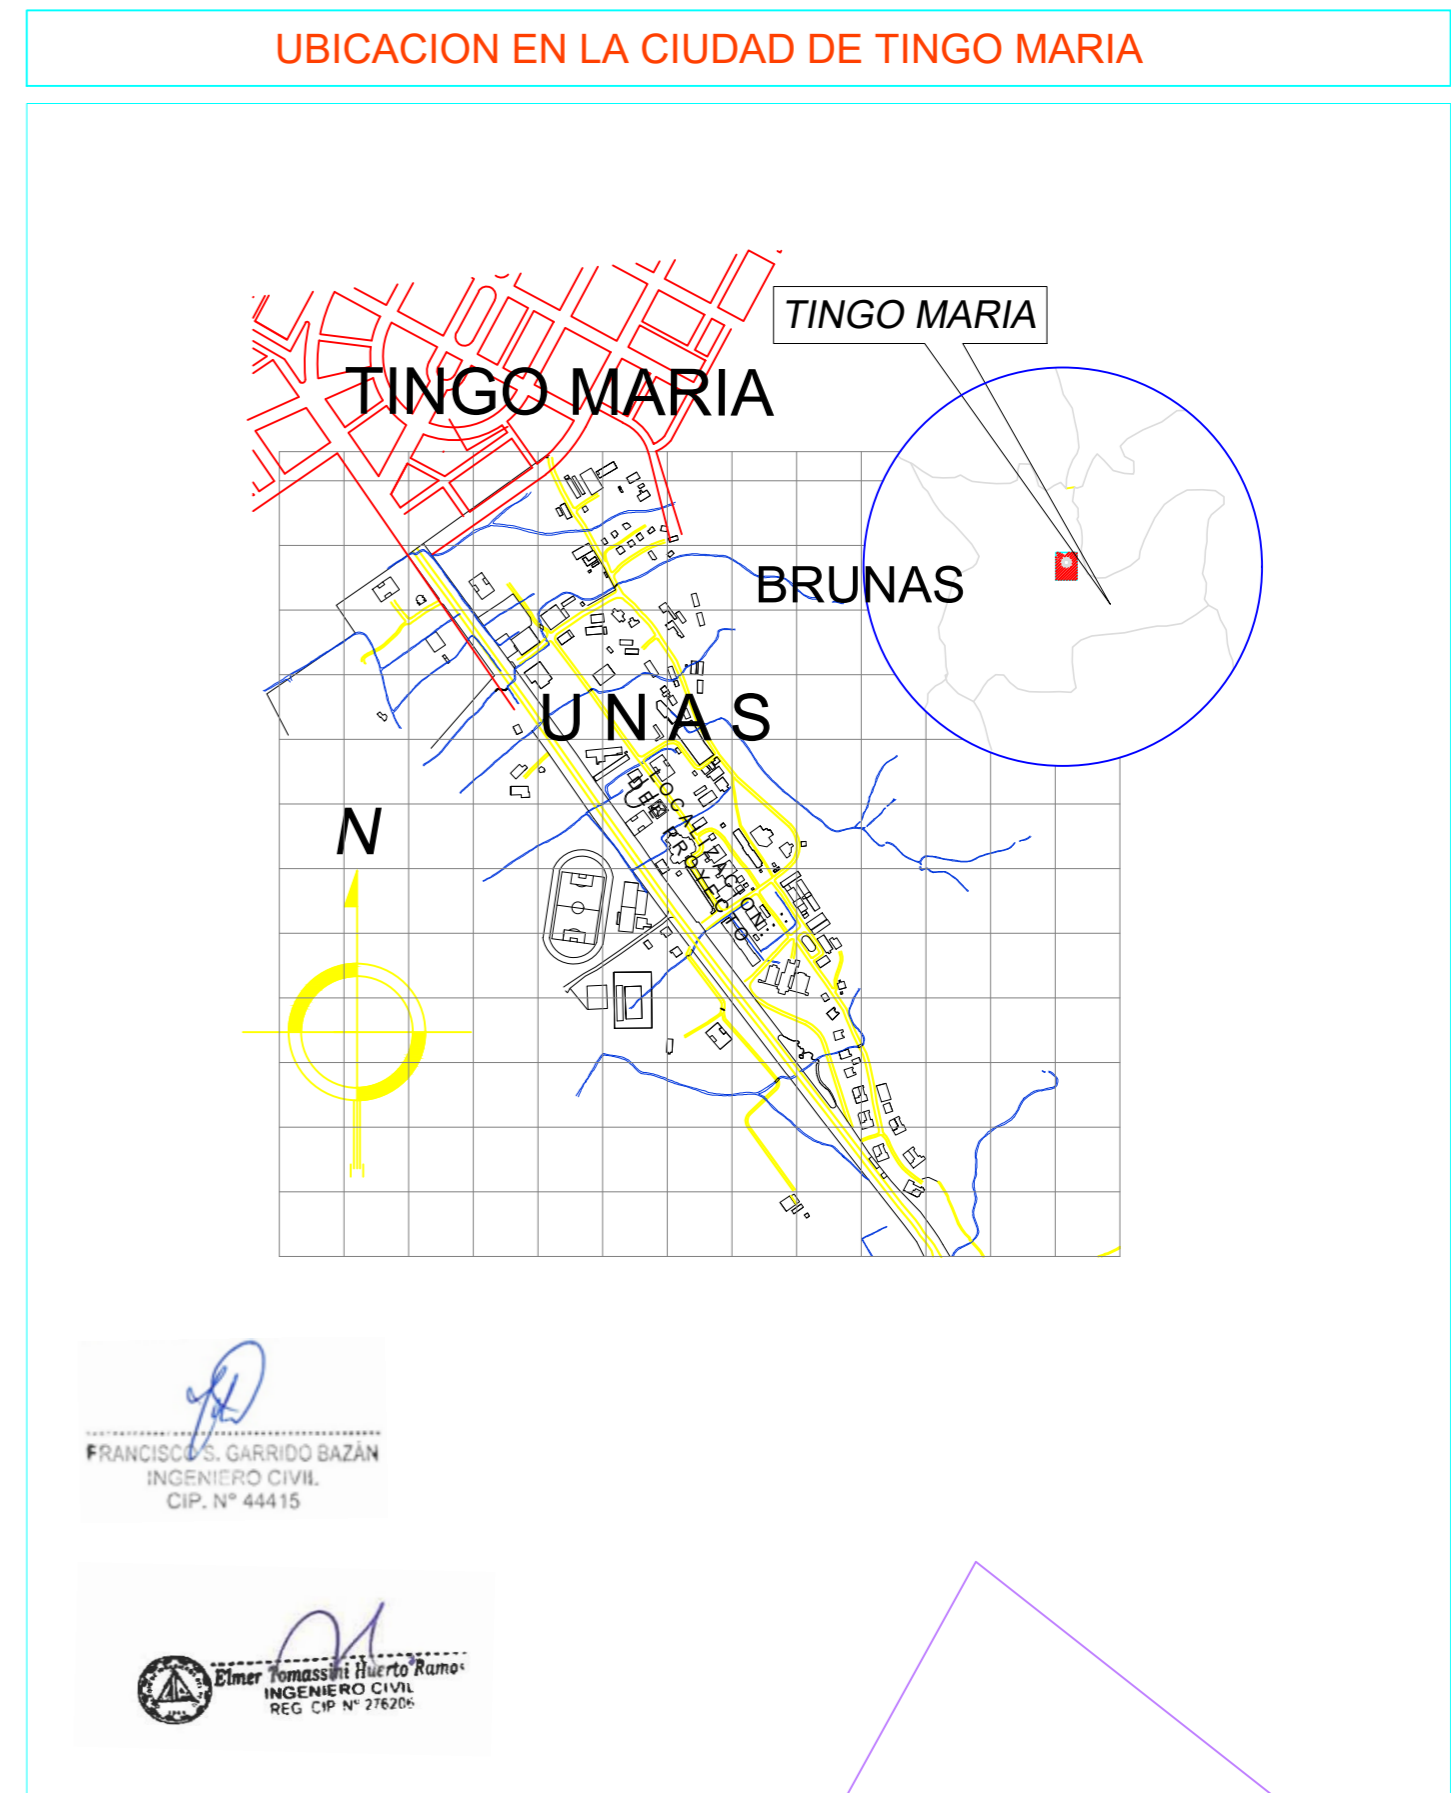 UBICACION EN LA CIUDAD DE TINGO MARIA
TINGO MARIA
TINGO MARIA
BRUNAS
U N A S
LOCALIZACION
DEL PROYECTO
N
FRANCISCO S. GARRIDO BAZÁN
INGENIERO CIVIL
CIP. N° 44415
Elmer Tomassini Huerto Ramos
INGENIERO CIVIL
REG CIP N° 276206